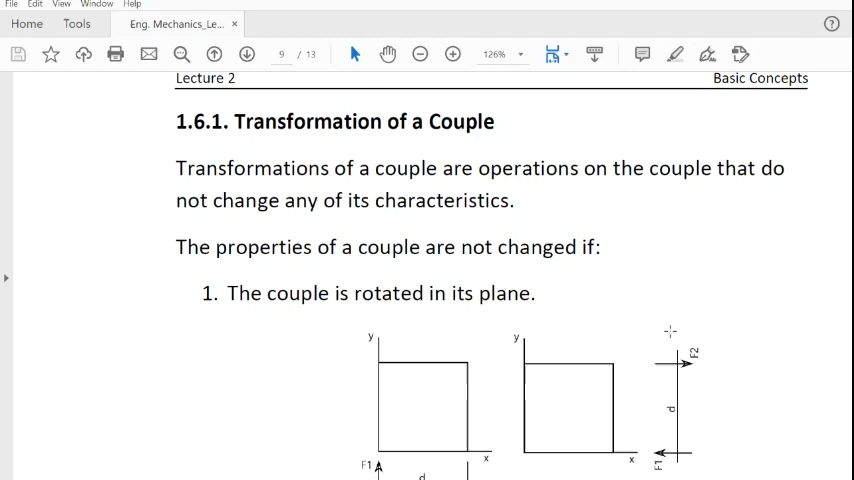 File Edit View Window Help
Home Tools Eng. Mechanics_Le... ×
9 / 13 126%
Lecture 2 Basic Concepts
1.6.1. Transformation of a Couple
Transformations of a couple are operations on the couple that do
not change any of its characteristics.
The properties of a couple are not changed if:
1. The couple is rotated in its plane.
y y F2
d
x x F1
F1
d